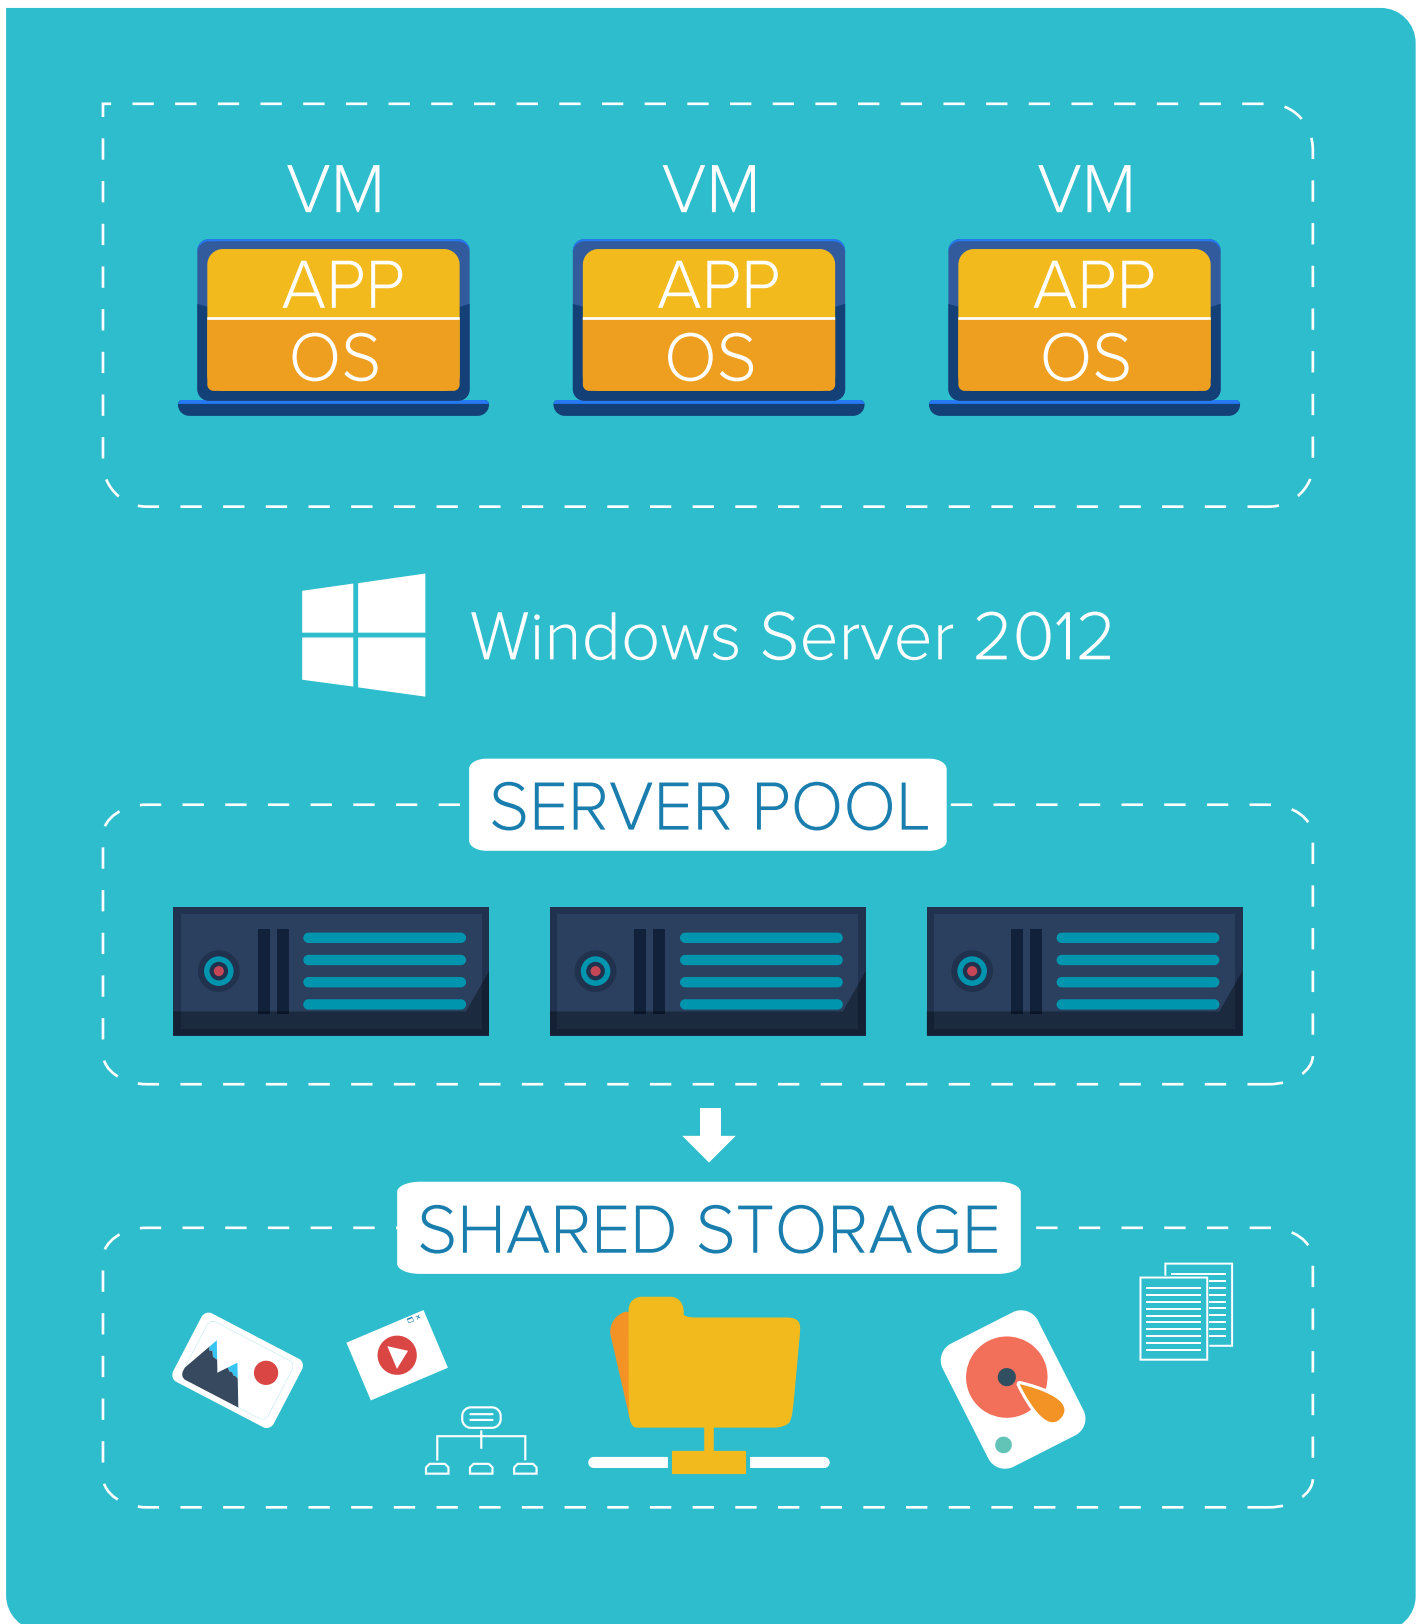 VM VM VM
APP APP APP
OS OS OS
Windows Server 2012
SERVER POOL
SHARED STORAGE